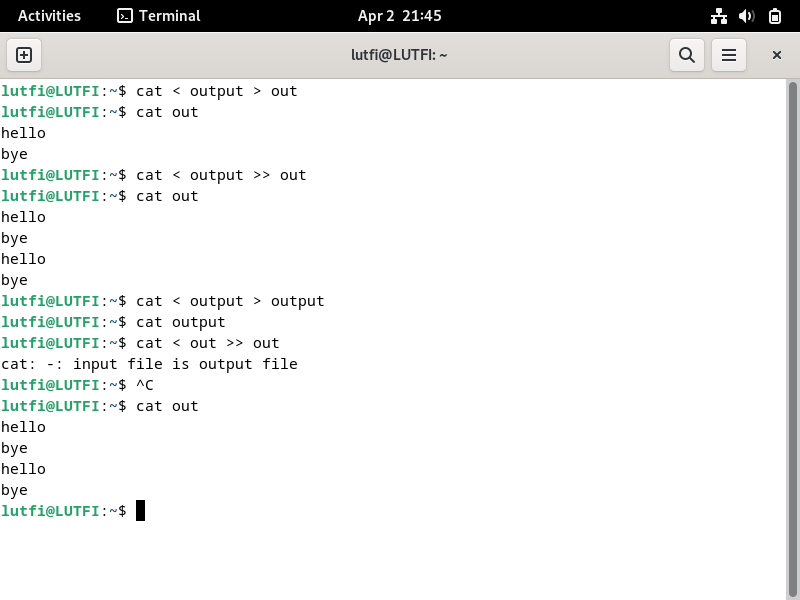 Activities Terminal Apr 2 21:45
lutfi@LUTFI: ~
lutfi@LUTFI:~$ cat < output > out
lutfi@LUTFI:~$ cat out
hello
bye
lutfi@LUTFI:~$ cat < output >> out
lutfi@LUTFI:~$ cat out
hello
bye
hello
bye
lutfi@LUTFI:~$ cat < output > output
lutfi@LUTFI:~$ cat output
lutfi@LUTFI:~$ cat < out >> out
cat: -: input file is output file
lutfi@LUTFI:~$ ^C
lutfi@LUTFI:~$ cat out
hello
bye
hello
bye
lutfi@LUTFI:~$